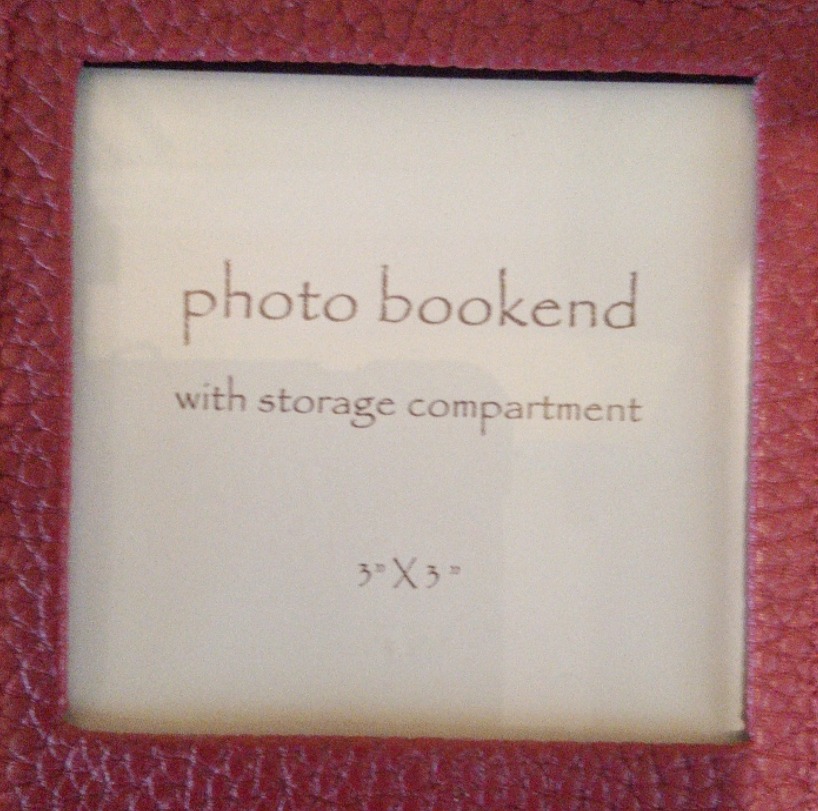 photo bookend
with storage compartment
3" X 3"